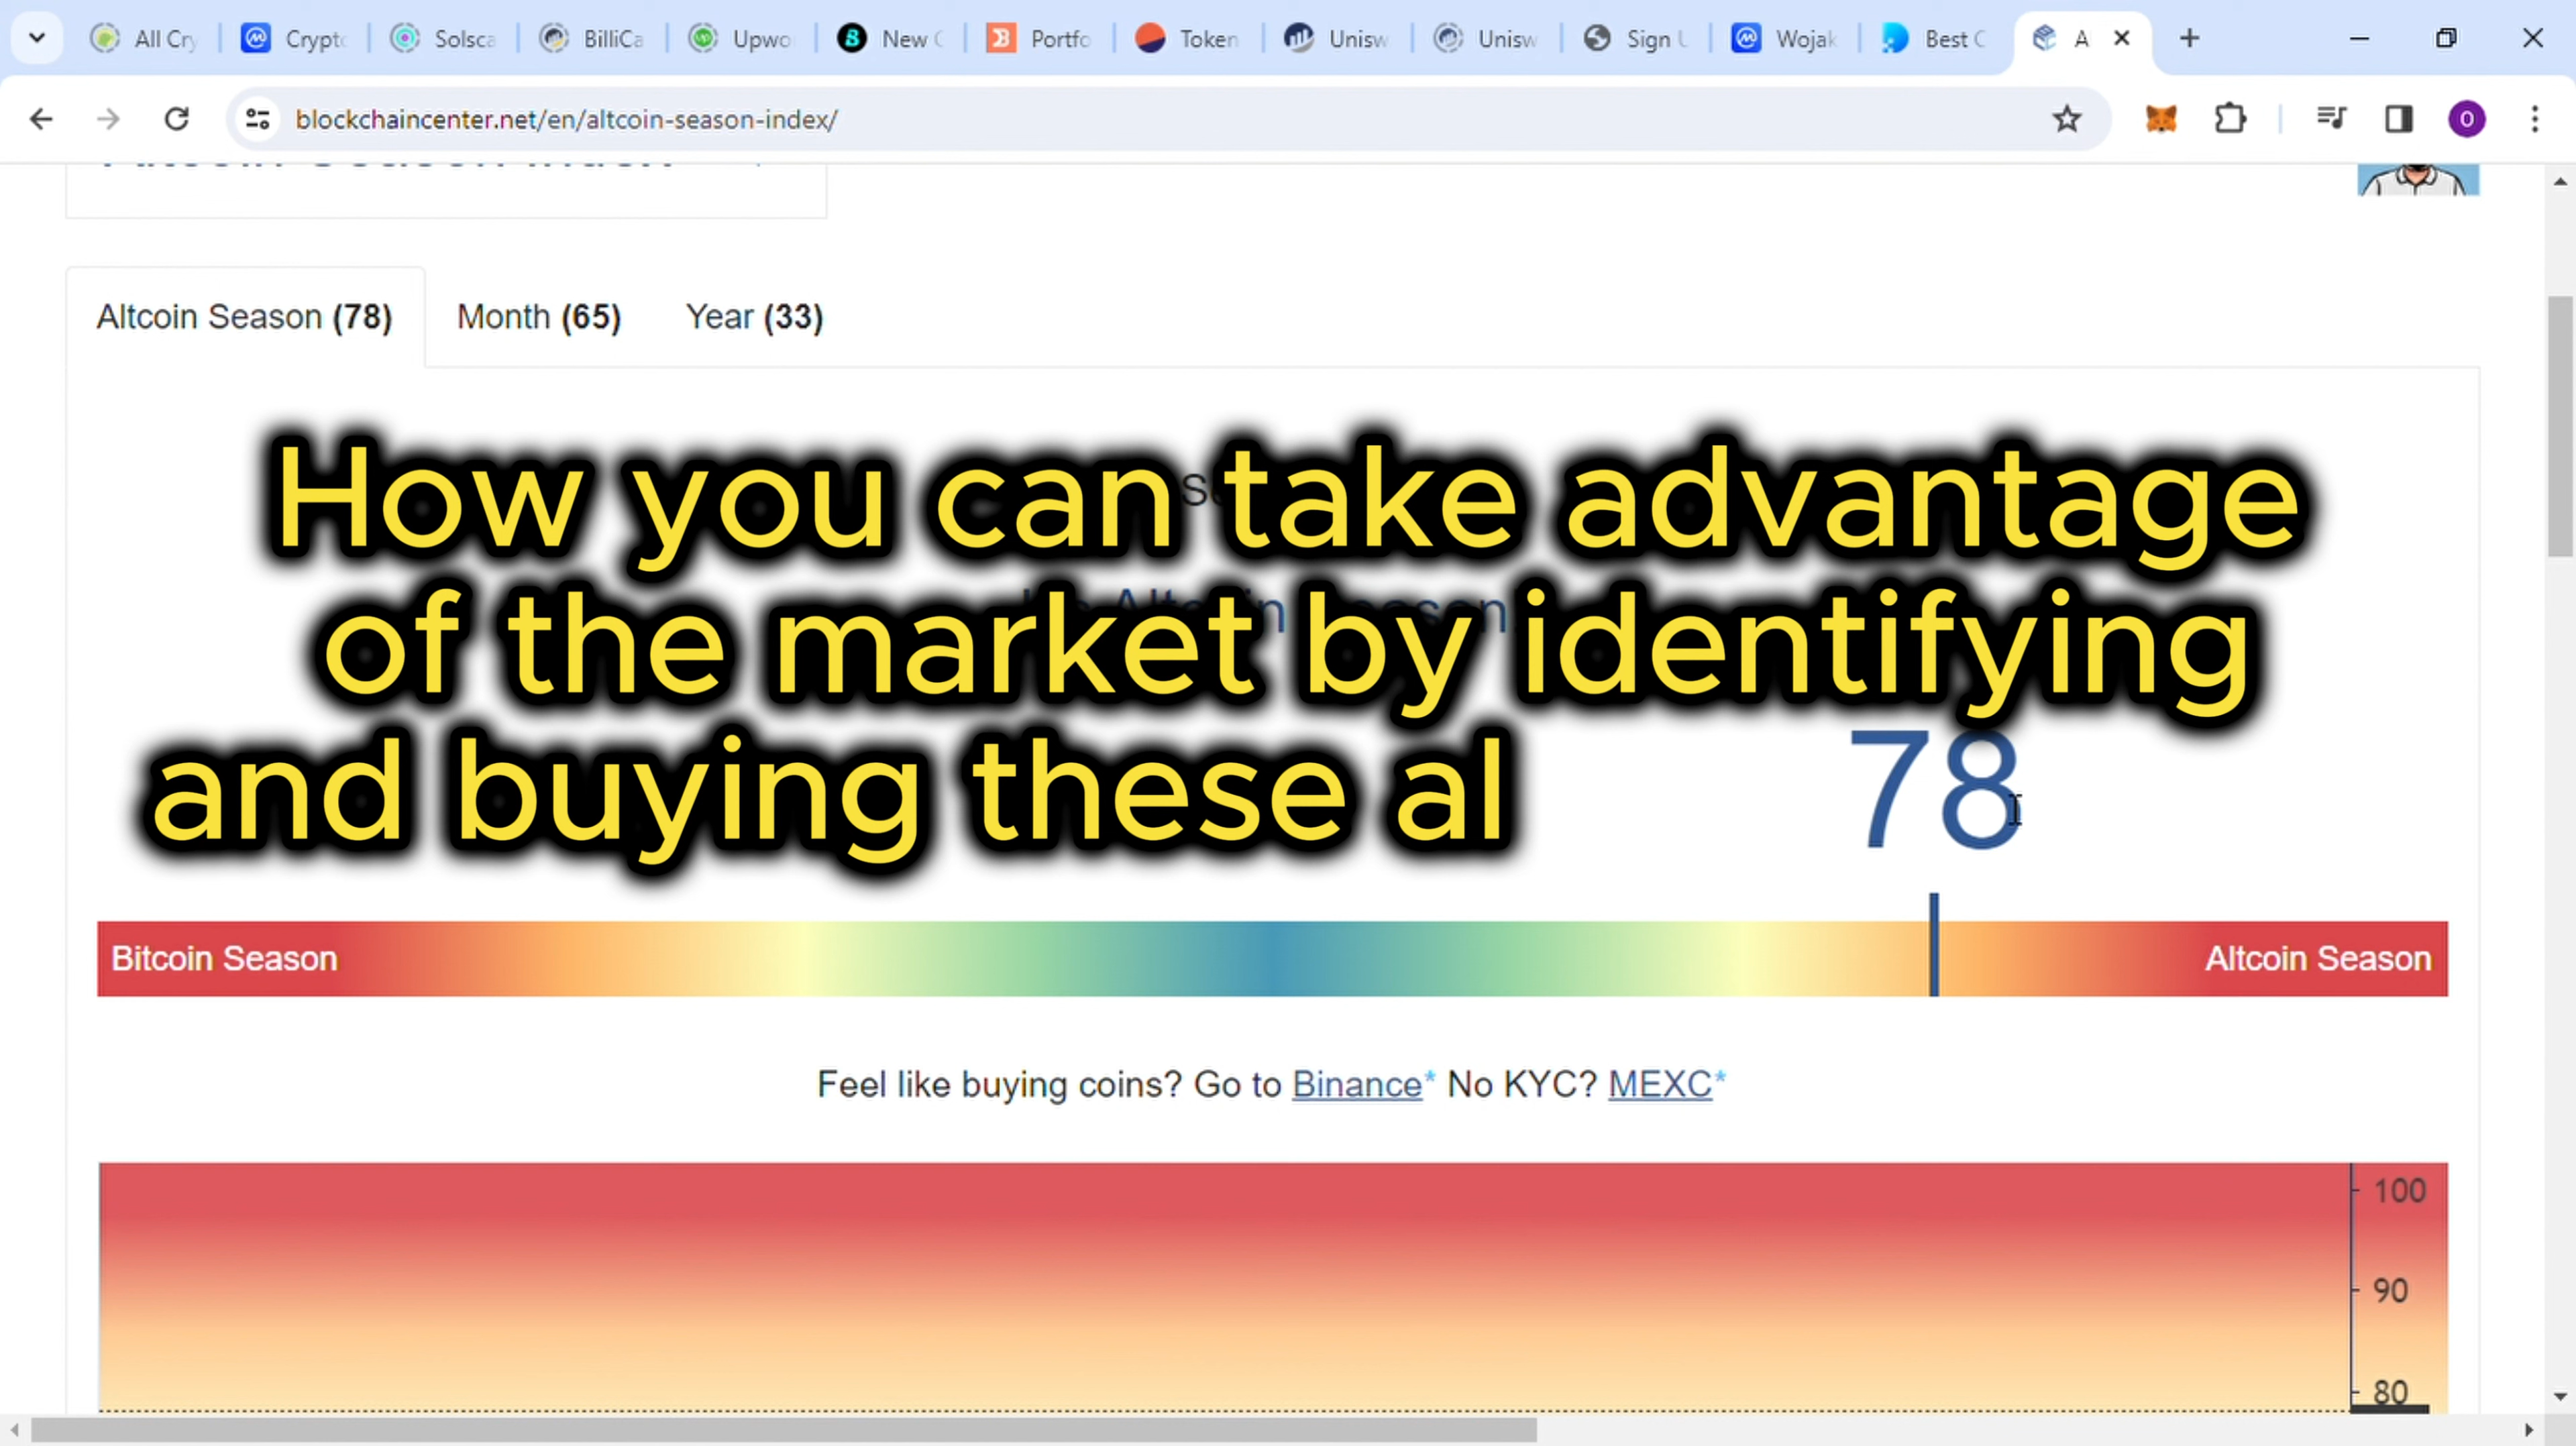 All Cry
Crypto
Solsca
BilliCa
Upwo
New C
Portfo
Token
Unisw
Unisw
Sign U
Wojak
Best C
A
blockchaincenter.net/en/altcoin-season-index/
Altcoin Season (78) Month (65) Year (33)
How you can take advantage
of the market by identifying
and buying these al
78
Bitcoin Season Altcoin Season
Feel like buying coins? Go to Binance* No KYC? MEXC*
100
90
80